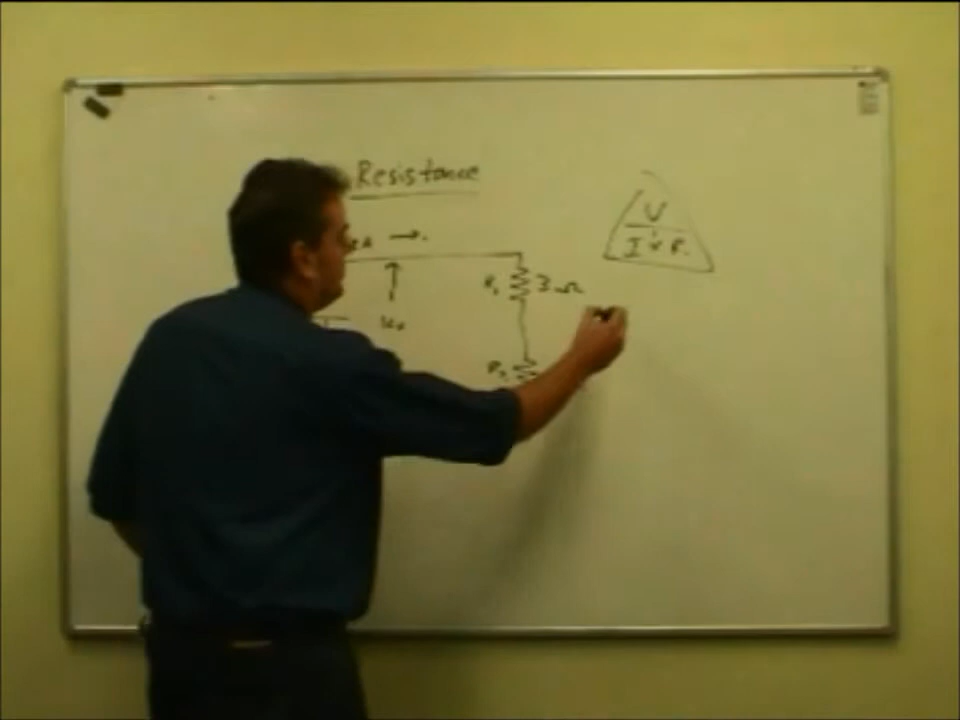 Resistance
V
I x R
R₁ 3 Ω
R₂